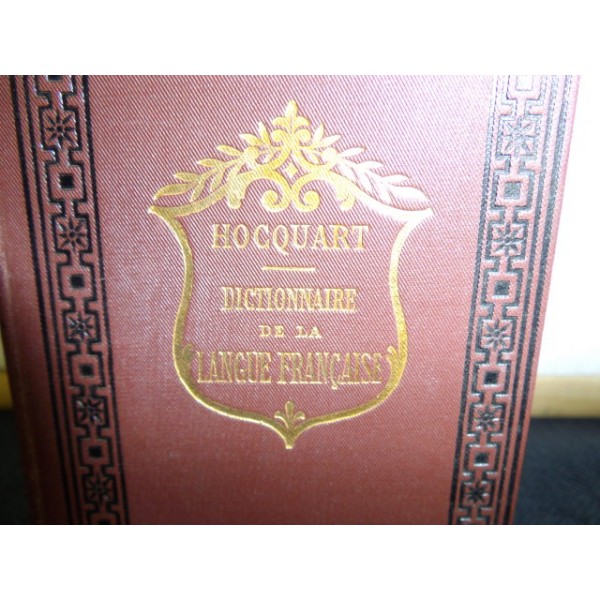 HOCQUART
DICTIONNAIRE
DE LA
LANGUE FRANÇAISE